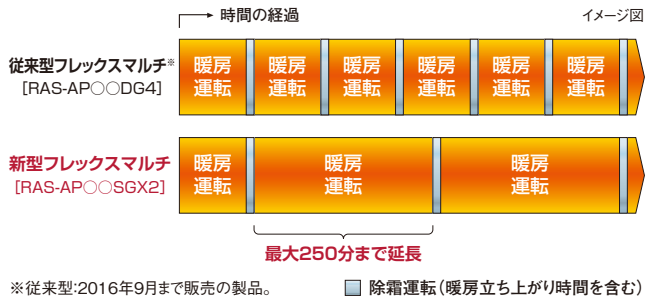 時間の経過
イメージ図
従来型フレックスマルチ※
[RAS-AP○○DG4]
暖房
運転
暖房
運転
暖房
運転
暖房
運転
暖房
運転
暖房
運転
新型フレックスマルチ
[RAS-AP○○SGX2]
暖房
運転
暖房
運転
暖房
運転
最大250分まで延長
※従来型:2016年9月まで販売の製品。
除霜運転(暖房立ち上がり時間を含む)